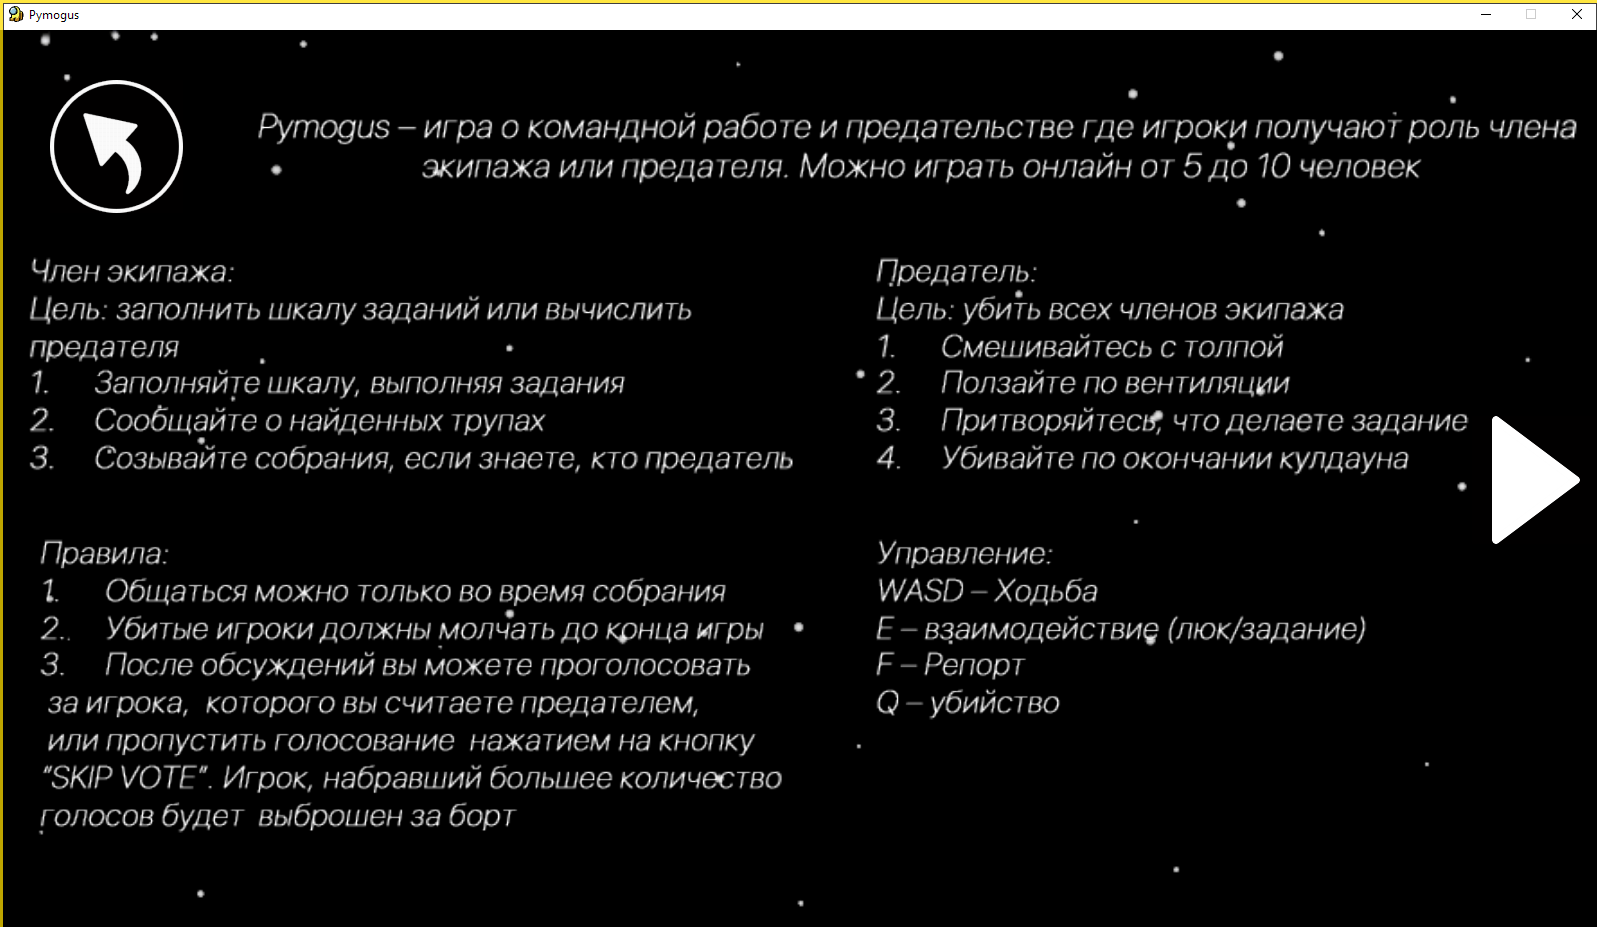 Pymogus
Pymogus – игра о командной работе и предательстве где игроки получают роль члена
экипажа или предателя. Можно играть онлайн от 5 до 10 человек
Член экипажа:
Цель: заполнить шкалу заданий или вычислить
предателя
1. Заполняйте шкалу, выполняя задания
2. Сообщайте о найденных трупах
3. Созывайте собрания, если знаете, кто предатель
Предатель:
Цель: убить всех членов экипажа
1. Смешивайтесь с толпой
2. Ползайте по вентиляции
3. Притворяйтесь, что делаете задание
4. Убивайте по окончании кулдауна
Правила:
1. Общаться можно только во время собрания
2. Убитые игроки должны молчать до конца игры
3. После обсуждений вы можете проголосовать
за игрока, которого вы считаете предателем,
или пропустить голосование нажатием на кнопку
“SKIP VOTE”. Игрок, набравший большее количество
голосов будет выброшен за борт
Управление:
WASD – Ходьба
E – взаимодействие (люк/задание)
F – Репорт
Q – убийство